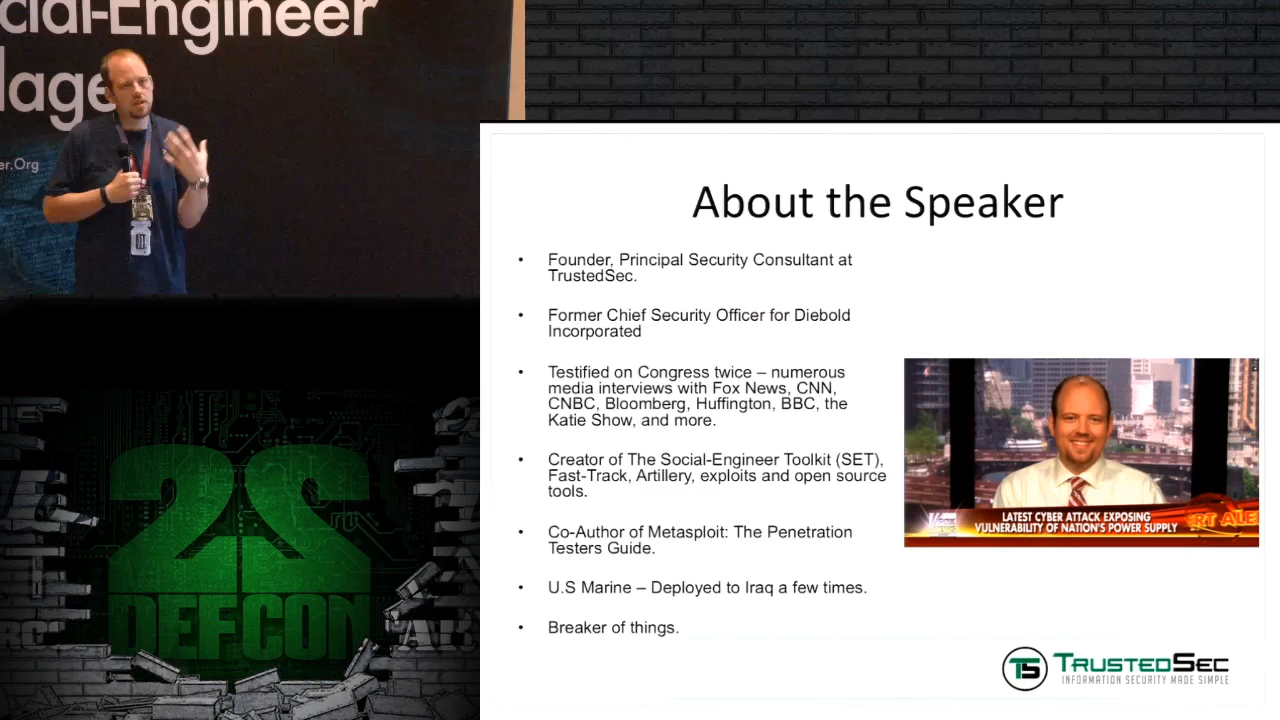 cial-Engineer
lage
er.Org
About the Speaker
• Founder, Principal Security Consultant at
TrustedSec.
• Former Chief Security Officer for Diebold
Incorporated
• Testified on Congress twice – numerous
media interviews with Fox News, CNN,
CNBC, Bloomberg, Huffington, BBC, the
Katie Show, and more.
• Creator of The Social-Engineer Toolkit (SET),
Fast-Track, Artillery, exploits and open source
tools.
• Co-Author of Metasploit: The Penetration
Testers Guide.
• U.S Marine – Deployed to Iraq a few times.
• Breaker of things.
LATEST CYBER ATTACK EXPOSING
VULNERABILITY OF NATION'S POWER SUPPLY
RT ALE
TS TRUSTEDSEC
INFORMATION SECURITY MADE SIMPLE
22
DEFCON